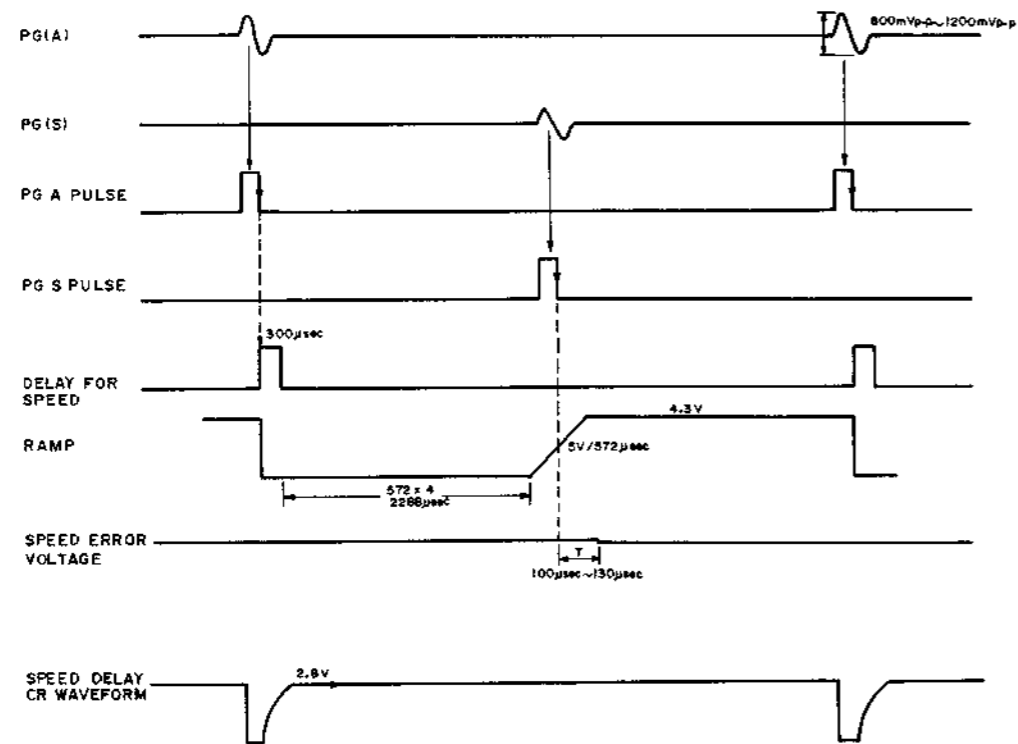 PG(A)
800mVp-p~1200mVp-p
PG(S)
PG A PULSE
PG S PULSE
300µsec
DELAY FOR
SPEED
4.3V
RAMP
5V/572µsec
572 x 4
2288µsec
SPEED ERROR
VOLTAGE
T
100µsec~130µsec
SPEED DELAY
CR WAVEFORM
2.8V